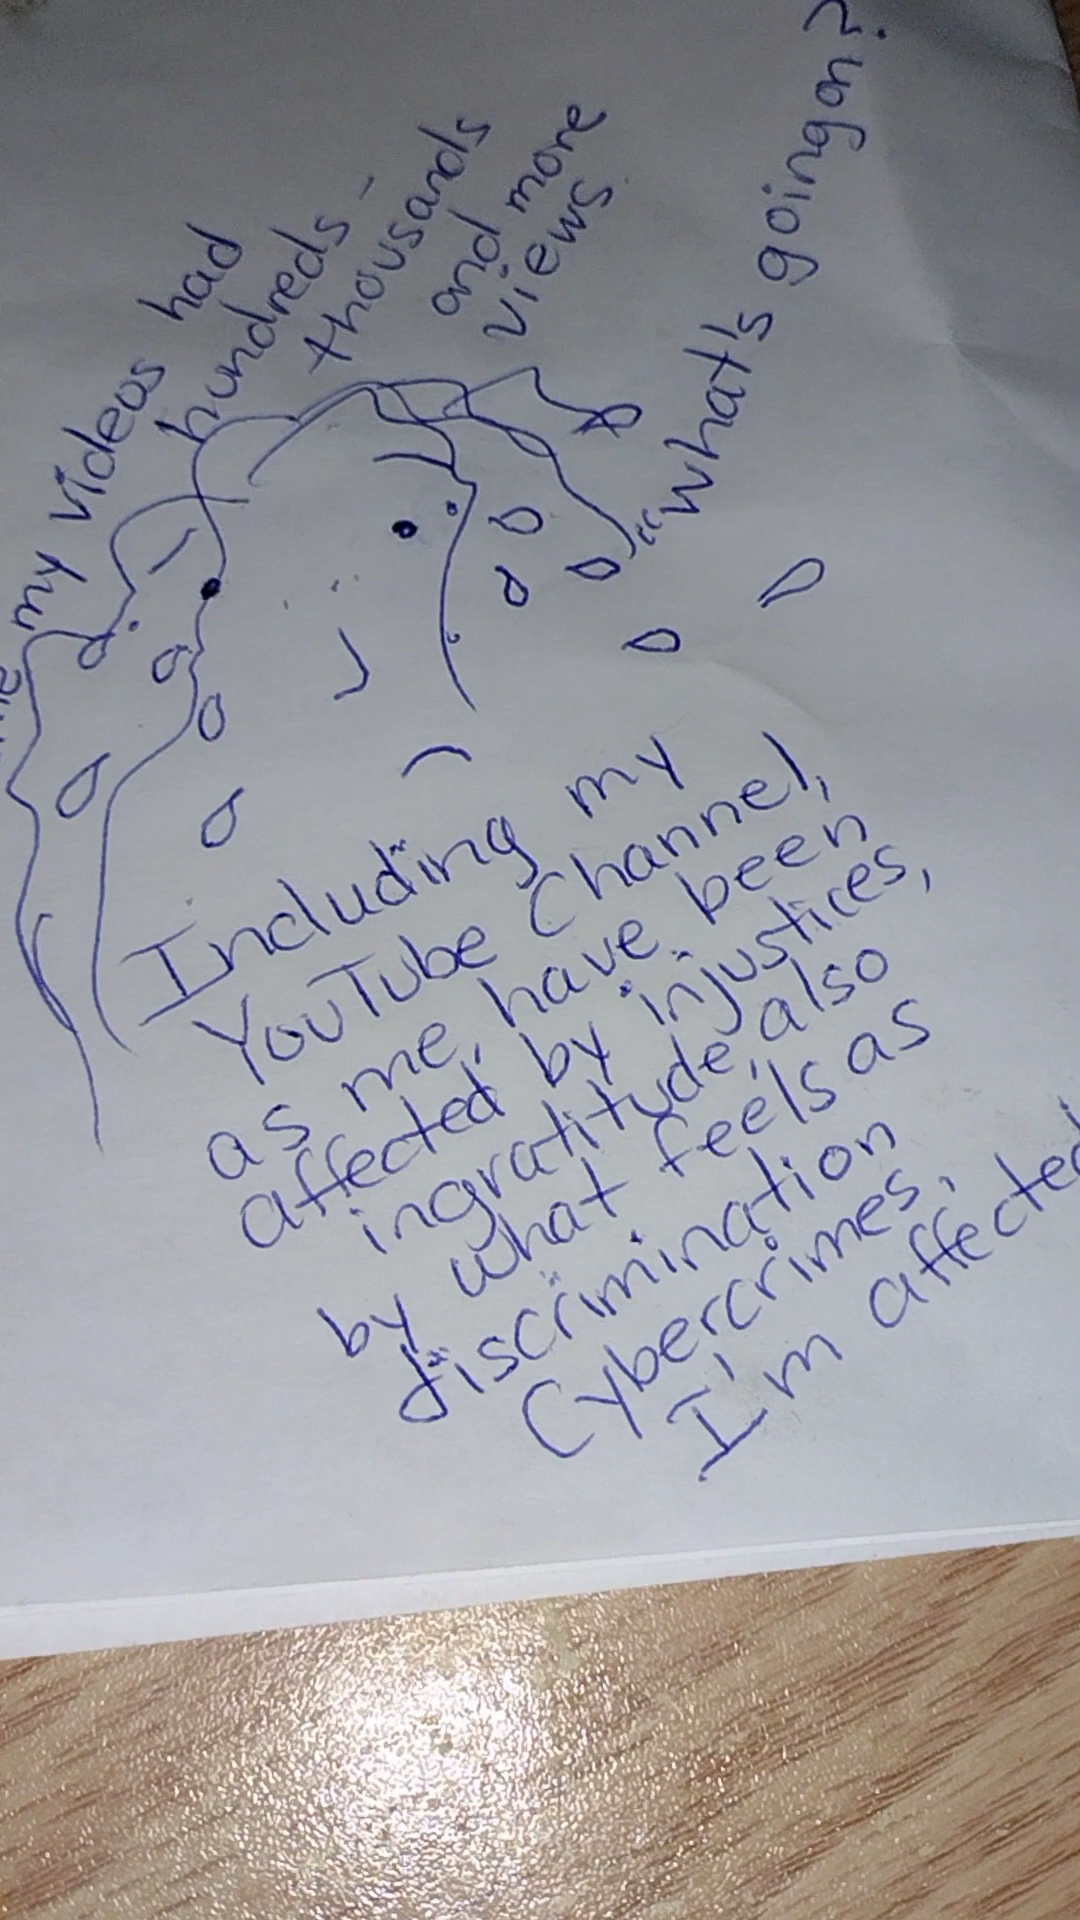 my videos had
hundreds -
thousands
and more
views.
"what's going on?
Including my
YouTube Channel,
as me, have been
affected by injustices,
ingratitude, also
by what feels as
discrimination
Cybercrimes,
I'm affected